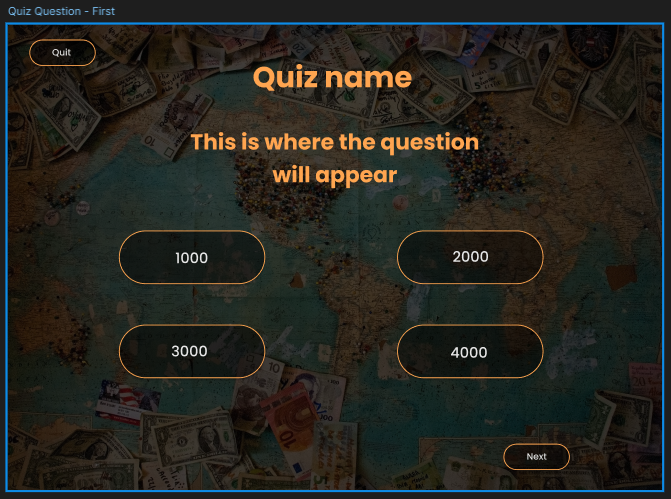 Quiz Question - First
Quit
Quiz name
This is where the question
will appear
1000
2000
3000
4000
Next